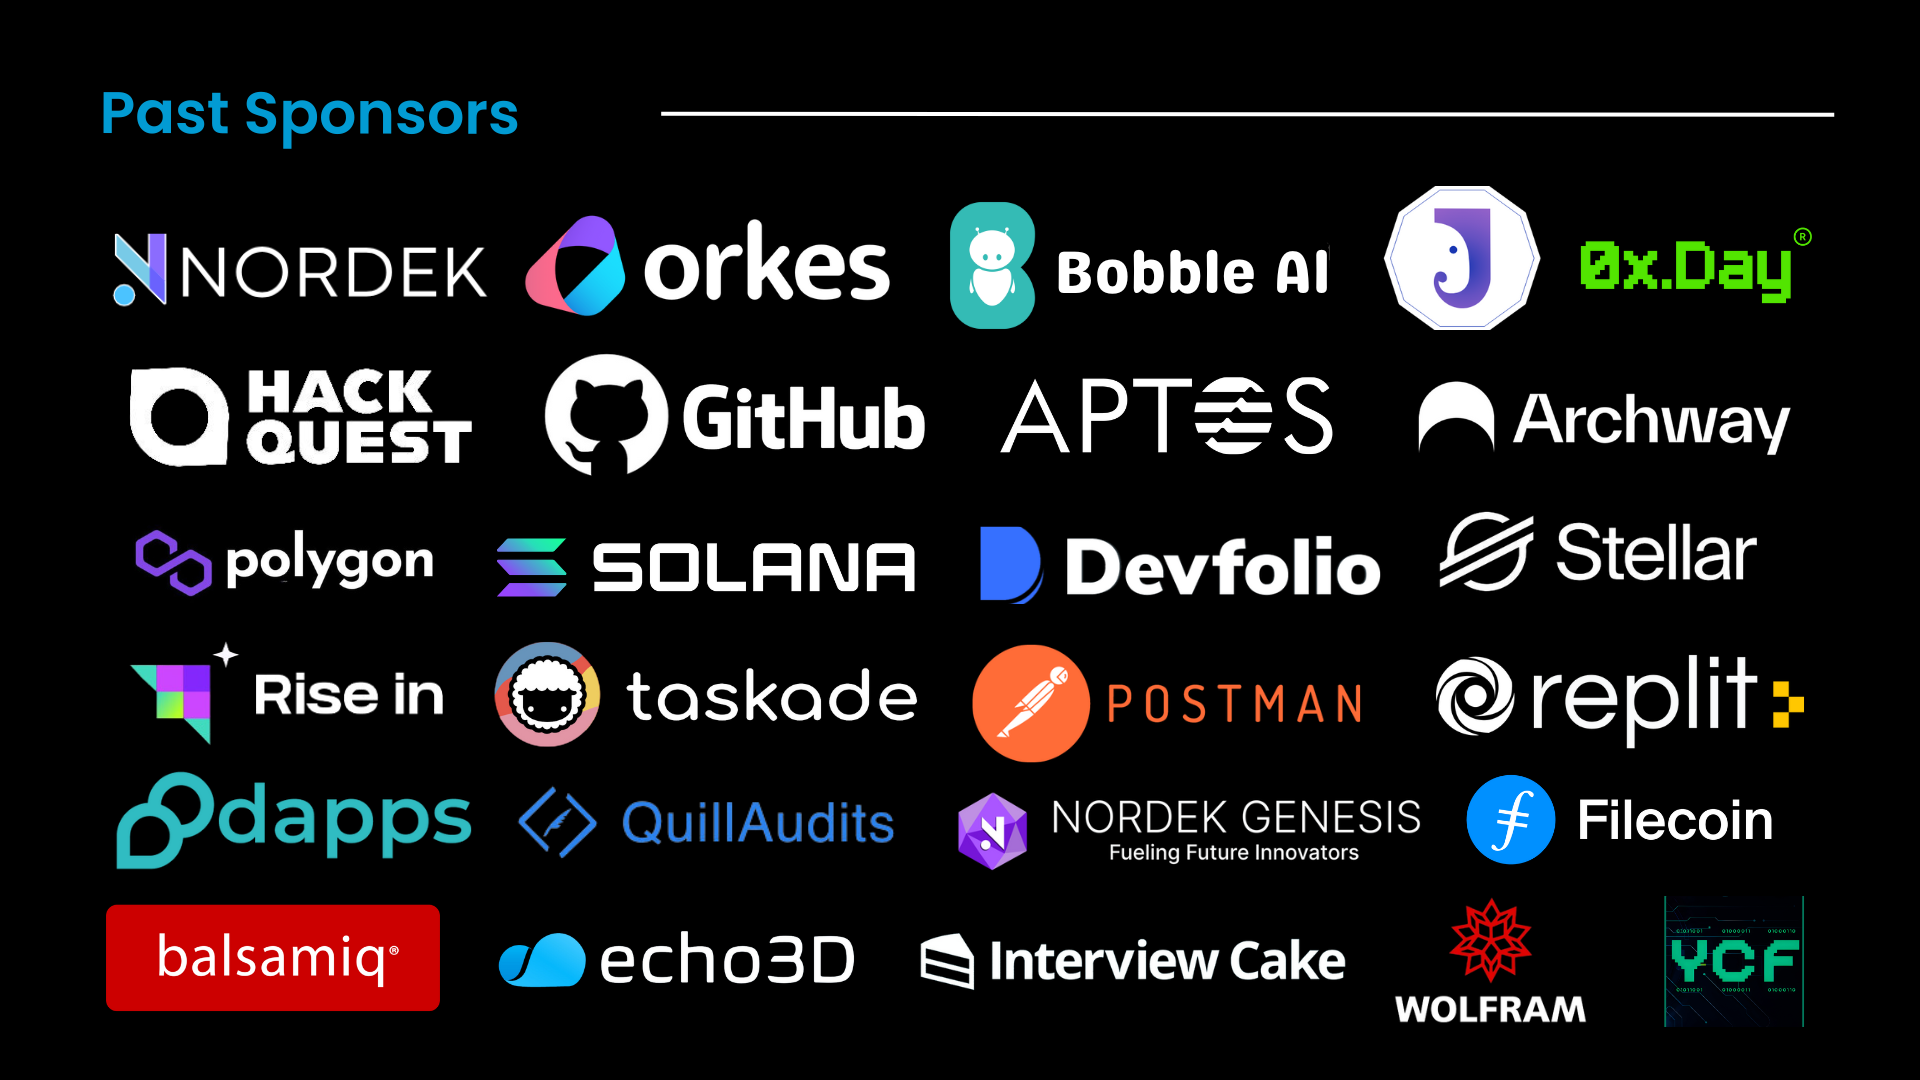 Past Sponsors
NORDEK
orkes
Bobble AI
J
0x.Day®
HACK
QUEST
GitHub
APTOS
Archway
polygon
SOLANA
Devfolio
Stellar
Rise in
taskade
POSTMAN
replit
dapps
QuillAudits
NORDEK GENESIS
Fueling Future Innovators
Filecoin
balsamiq®
echo3D
Interview Cake
WOLFRAM
YCF